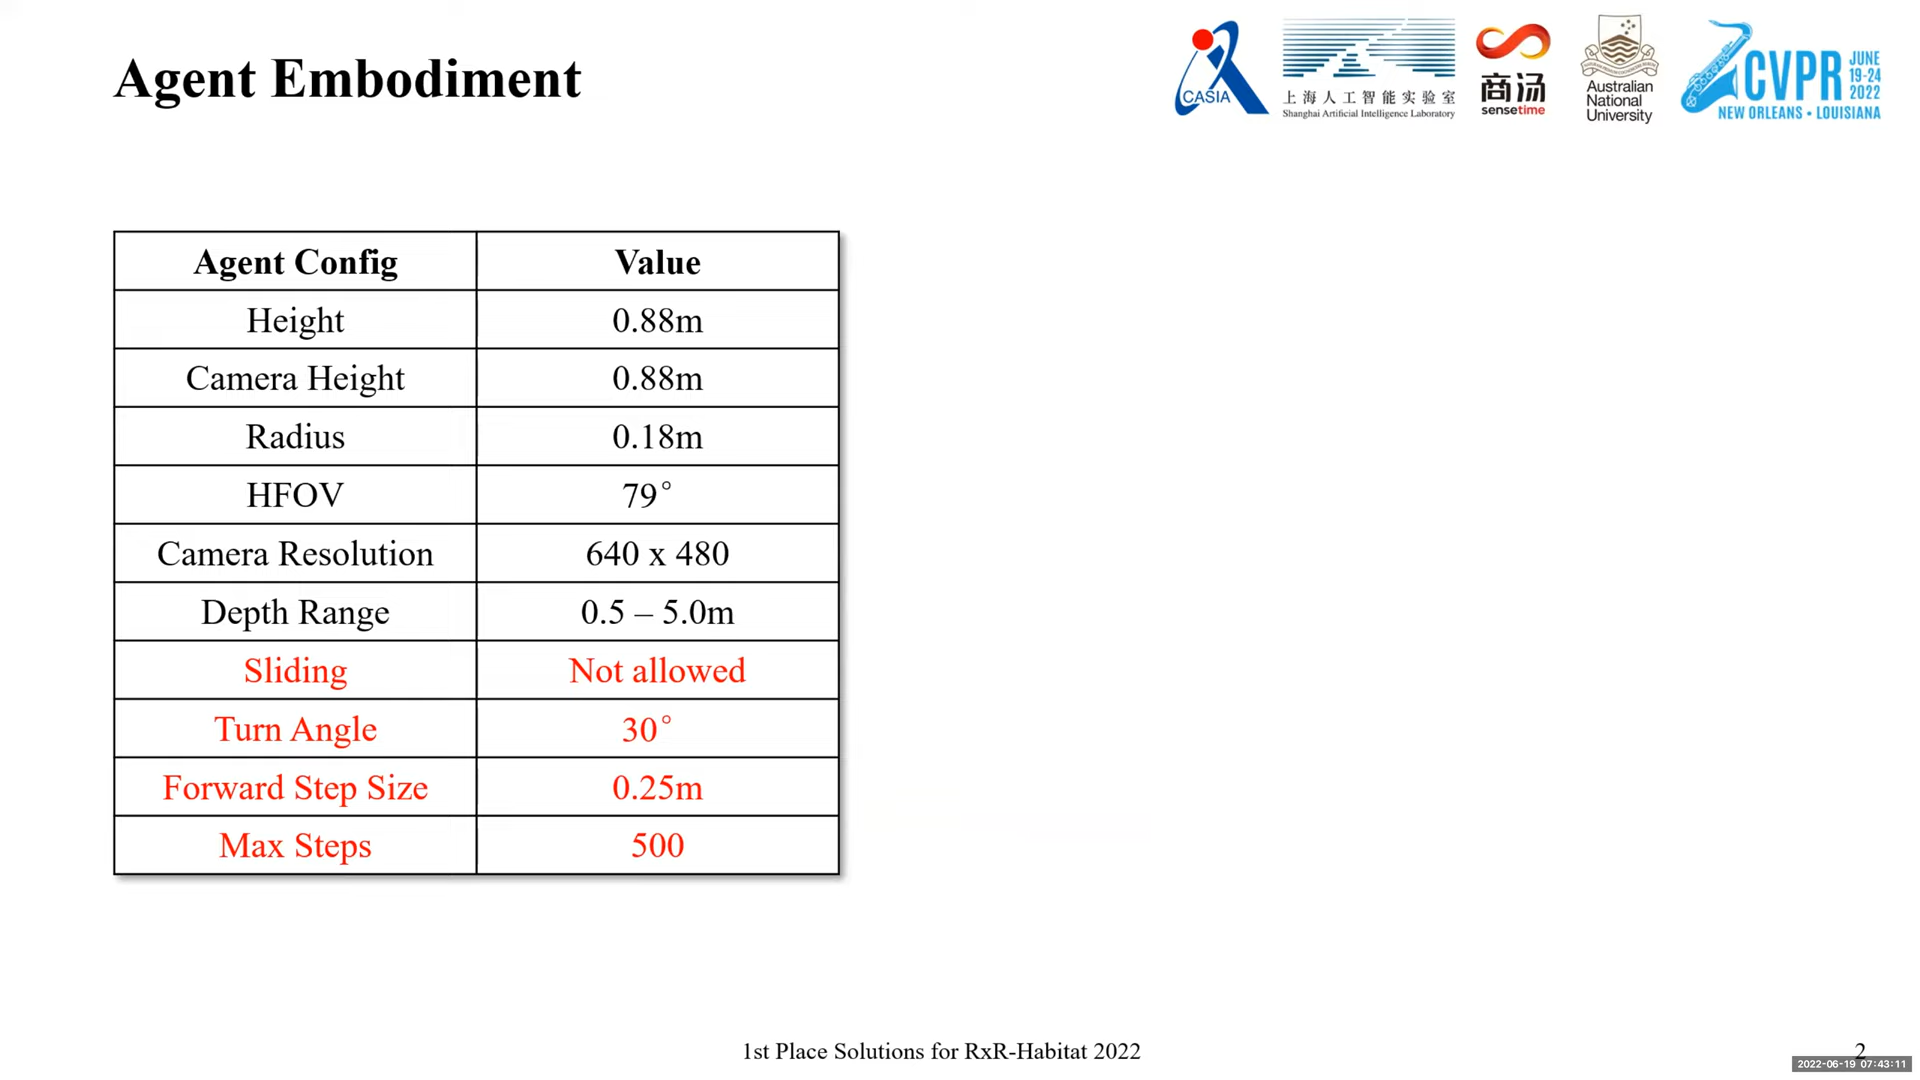 Agent Embodiment
CASIA
上海人工智能实验室
Shanghai Artificial Intelligence Laboratory
商汤
sensetime
Australian
National
University
CVPR
JUNE
19-24
2022
NEW ORLEANS • LOUISIANA
Agent Config Value
Height 0.88m
Camera Height 0.88m
Radius 0.18m
HFOV 79°
Camera Resolution 640 x 480
Depth Range 0.5 – 5.0m
Sliding Not allowed
Turn Angle 30°
Forward Step Size 0.25m
Max Steps 500
1st Place Solutions for RxR-Habitat 2022
2
2022-06-19 07:43:11